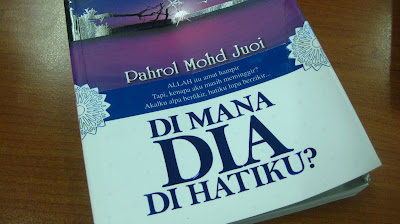 Pahrol Mohd Juoi
ALLAH itu amat hampir
Tapi, kenapa aku masih meminggir?
Akalku alpa berfikir, hatiku lupa berzikir...
DI MANA
DIA
DI HATIKU?